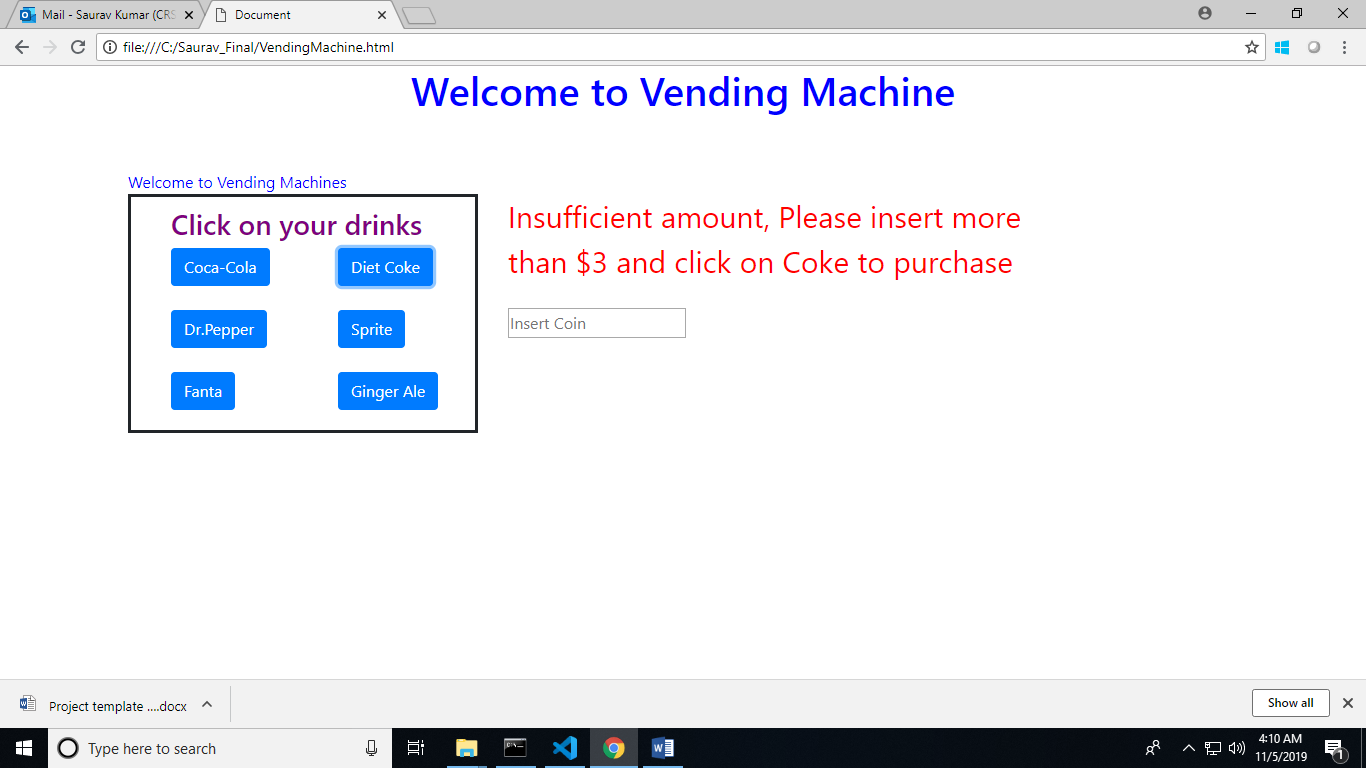 Mail - Saurav Kumar (CRS
Document
file:///C:/Saurav_Final/VendingMachine.html
Welcome to Vending Machine
Welcome to Vending Machines
Click on your drinks
Coca-Cola
Diet Coke
Dr.Pepper
Sprite
Fanta
Ginger Ale
Insufficient amount, Please insert more
than $3 and click on Coke to purchase
Insert Coin
Project template ....docx
Show all
Type here to search
4:10 AM
11/5/2019
1